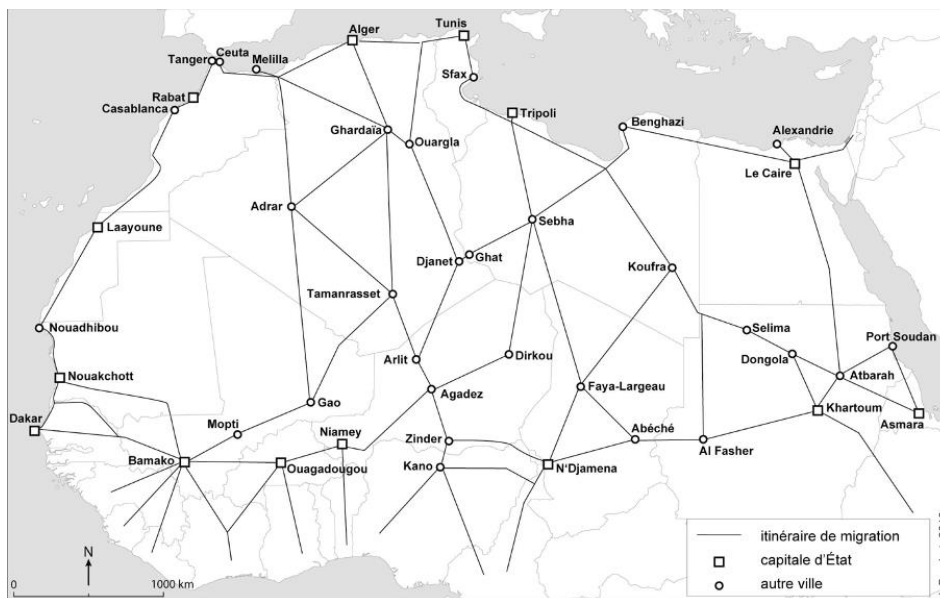 Alger
Tunis
Tanger
Ceuta
Melilla
Sfax
Rabat
Casablanca
Tripoli
Benghazi
Alexandrie
Ghardaïa
Ouargla
Le Caire
Adrar
Sebha
Laayoune
Djanet
Ghat
Koufra
Tamanrasset
Nouadhibou
Selima
Port Soudan
Arlit
Dirkou
Dongola
Nouakchott
Agadez
Faya-Largeau
Atbarah
Gao
Khartoum
Asmara
Dakar
Mopti
Niamey
Zinder
Abéché
Al Fasher
Bamako
Ouagadougou
Kano
N'Djamena
N
0
1000 km
itinéraire de migration
capitale d'État
autre ville